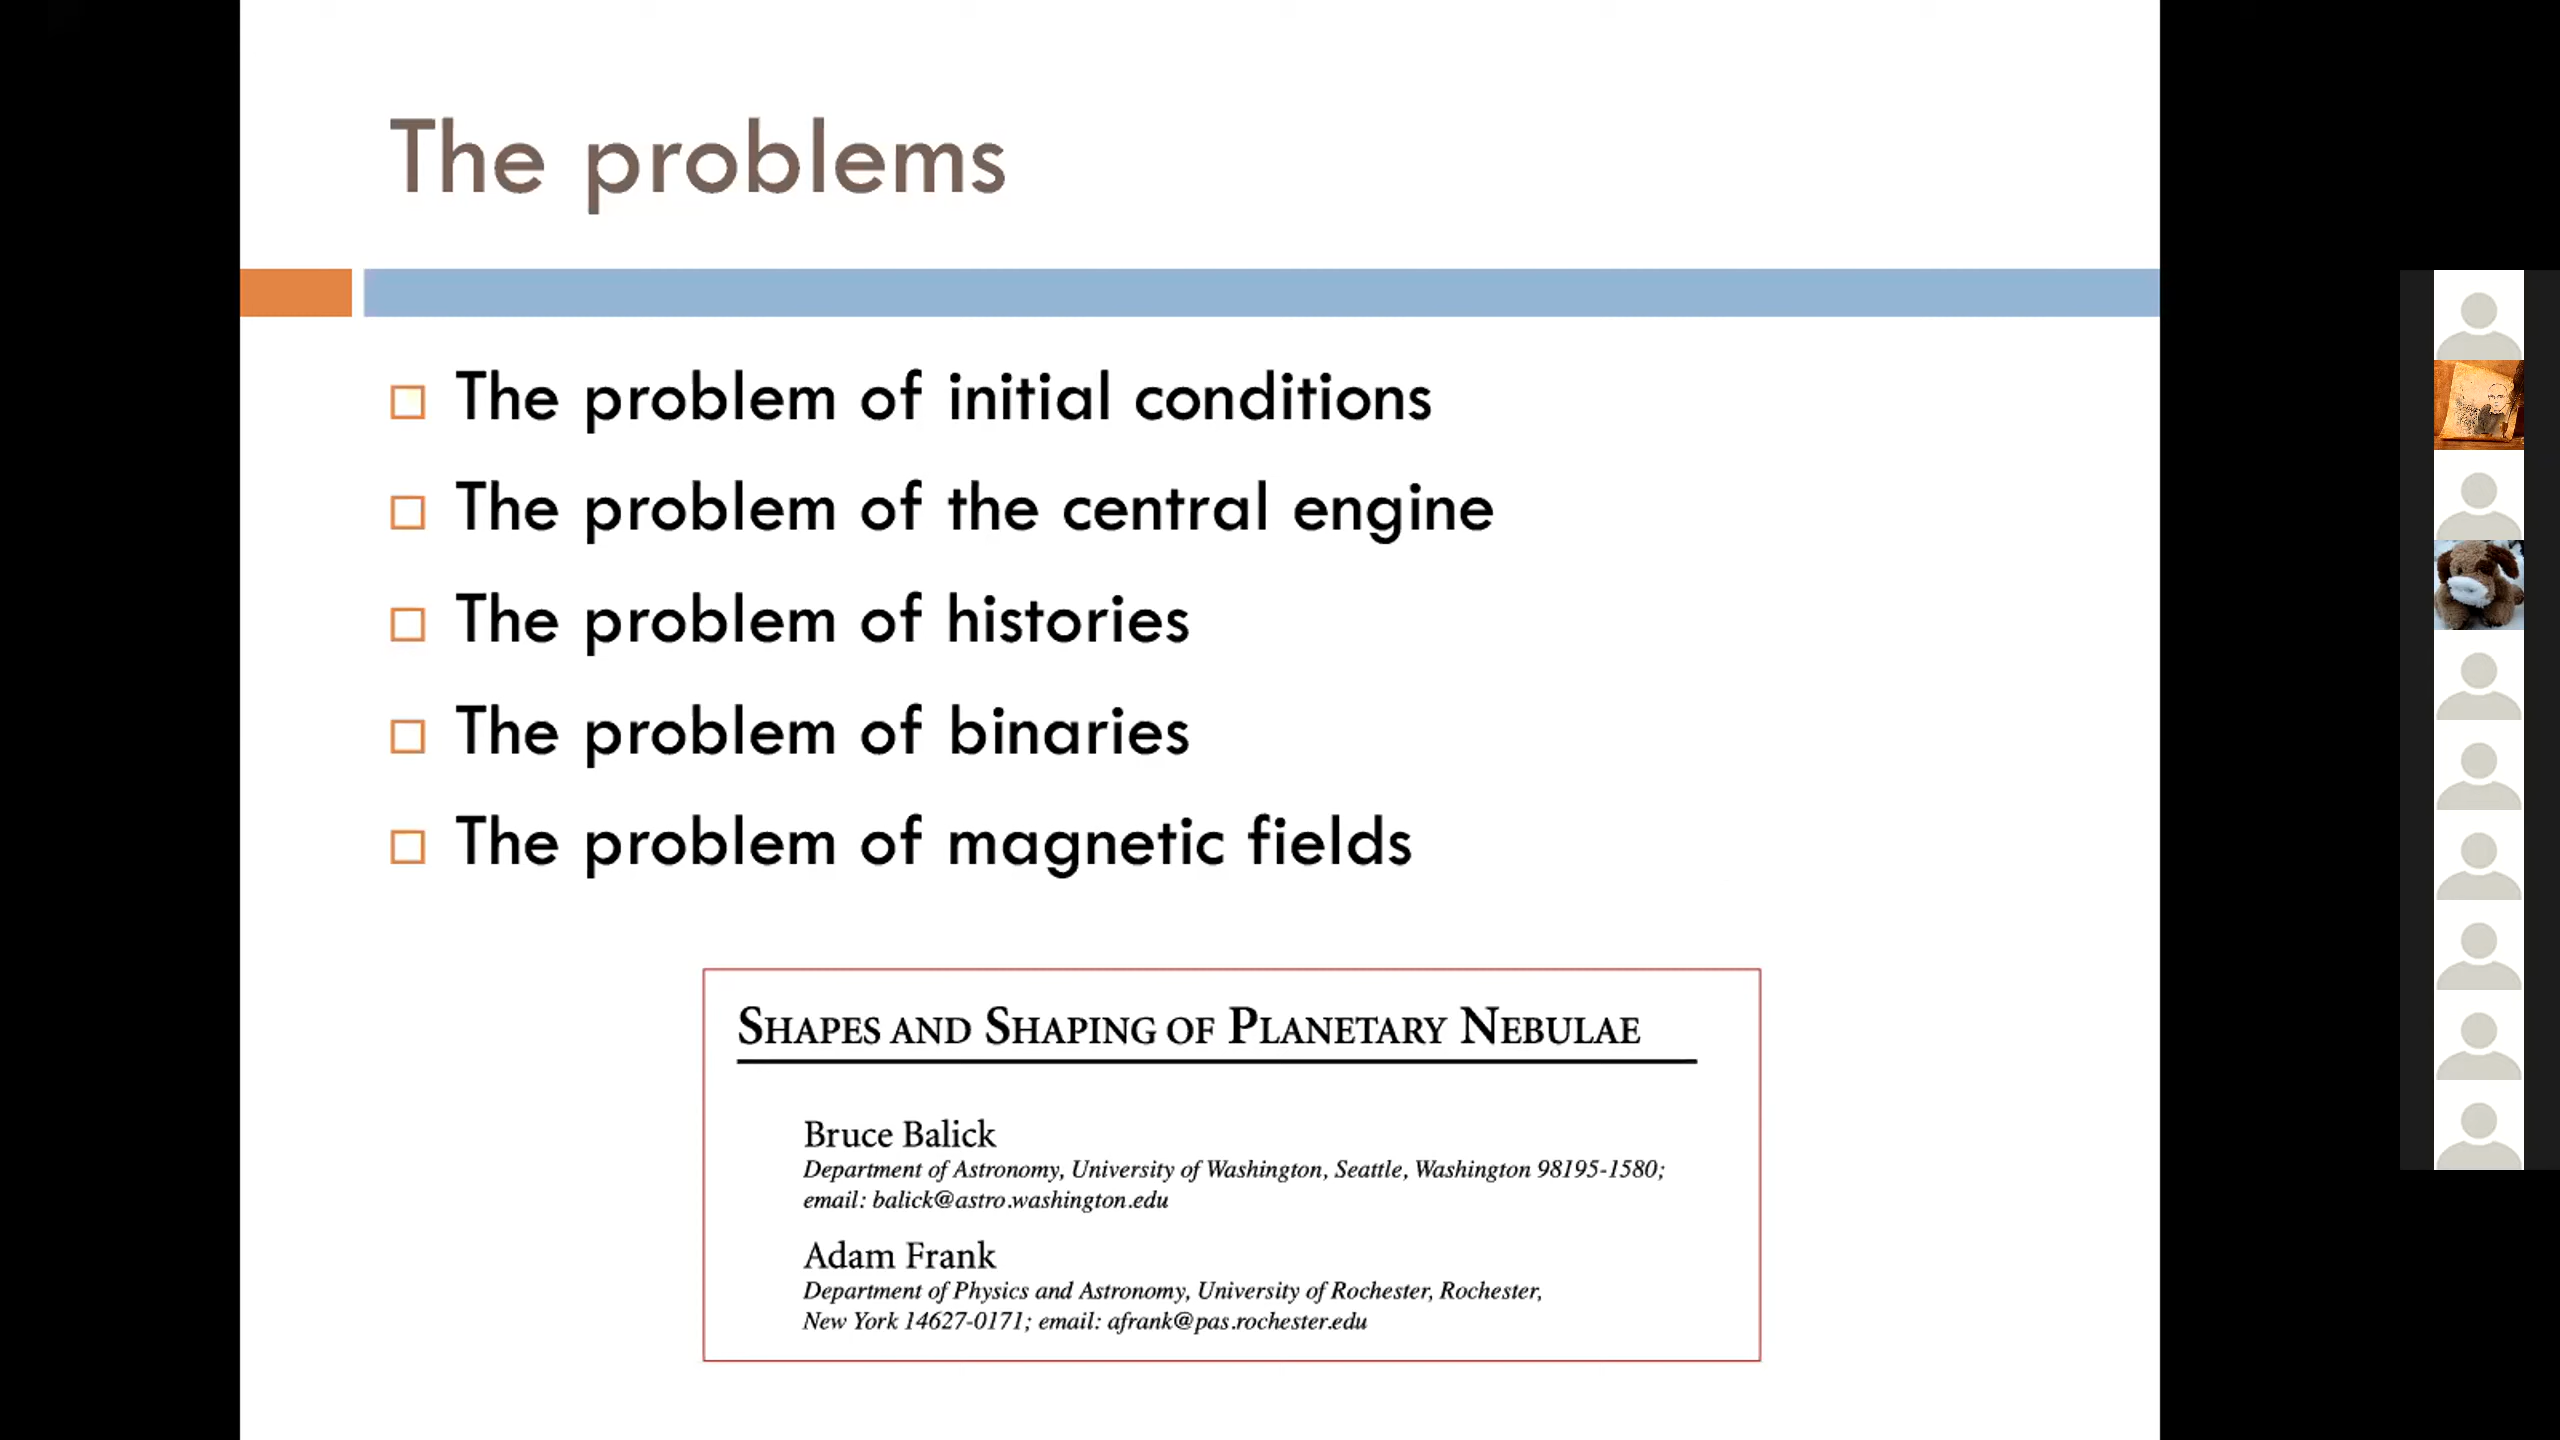 The problems
The problem of initial conditions
The problem of the central engine
The problem of histories
The problem of binaries
The problem of magnetic fields
SHAPES AND SHAPING OF PLANETARY NEBULAE
Bruce Balick
Department of Astronomy, University of Washington, Seattle, Washington 98195-1580;
email: balick@astro.washington.edu
Adam Frank
Department of Physics and Astronomy, University of Rochester, Rochester,
New York 14627-0171; email: afrank@pas.rochester.edu